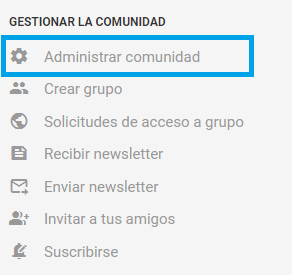 GESTIONAR LA COMUNIDAD
Administrar comunidad
Crear grupo
Solicitudes de acceso a grupo
Recibir newsletter
Enviar newsletter
Invitar a tus amigos
Suscribirse